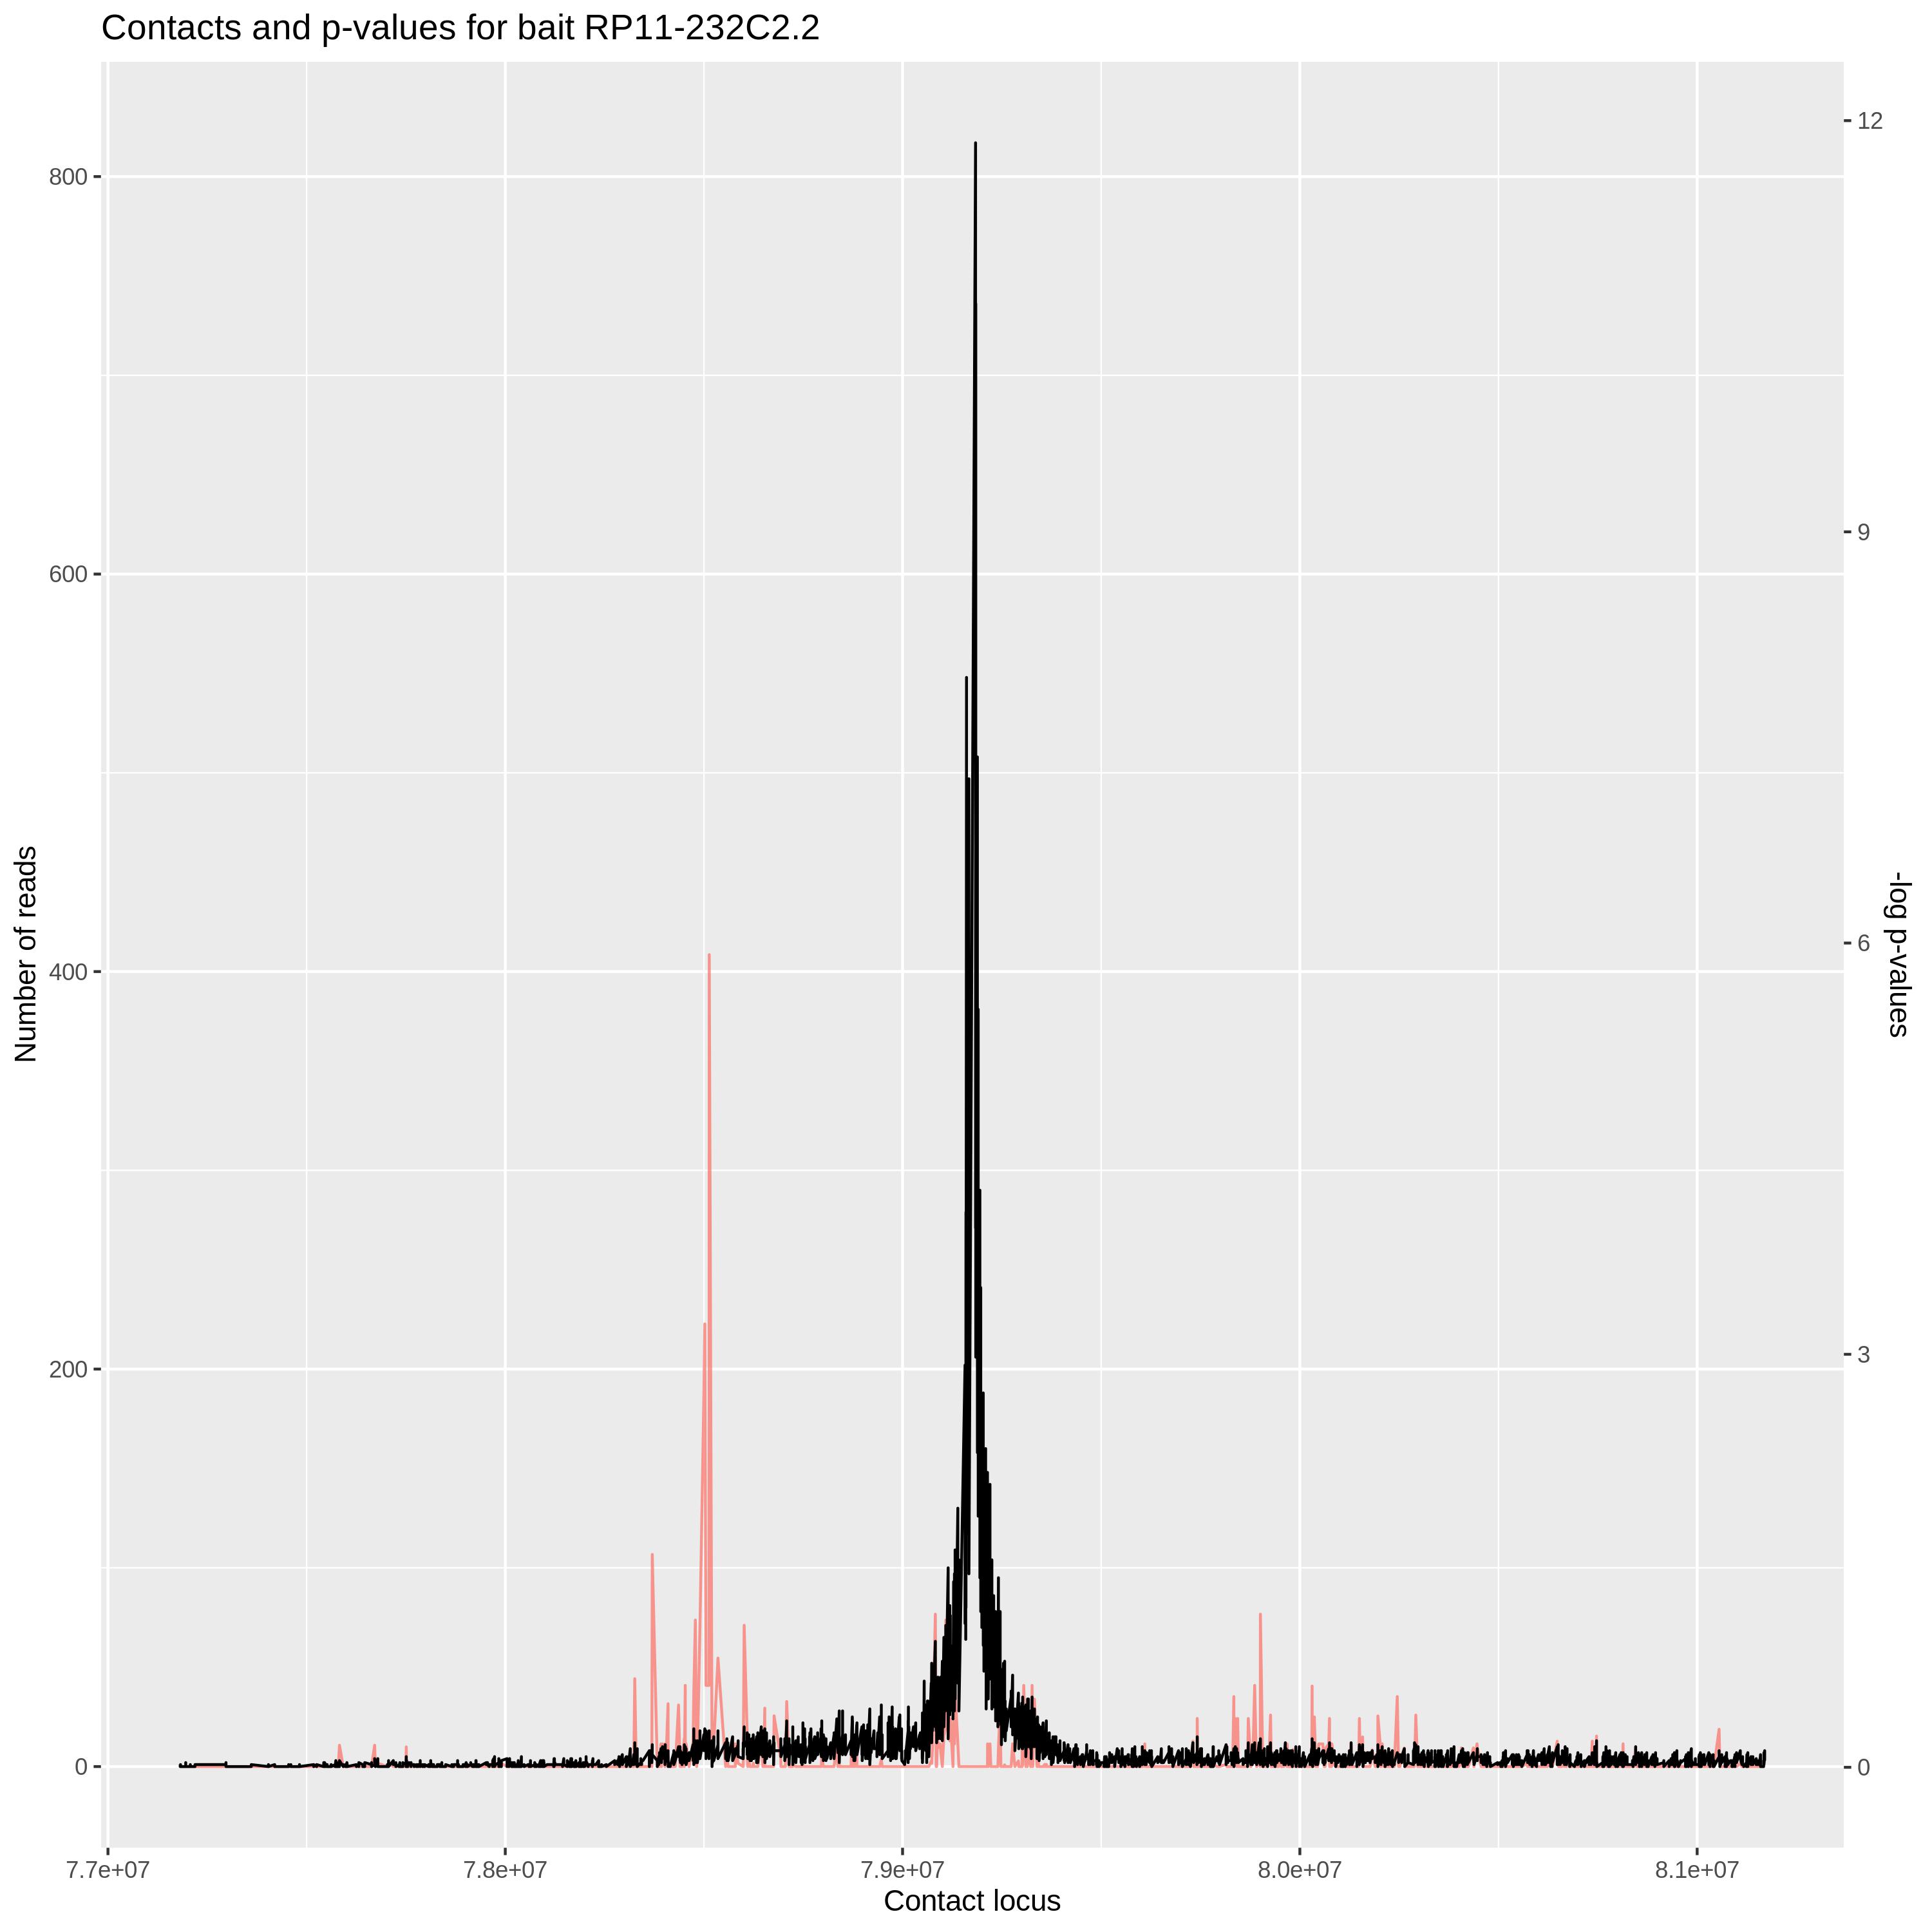 Contacts and p-values for bait RP11-232C2.2
Number of reads
800
600
400
200
0
12
9
6
3
0
-log p-values
7.7e+07 7.8e+07 7.9e+07 8.0e+07 8.1e+07
Contact locus